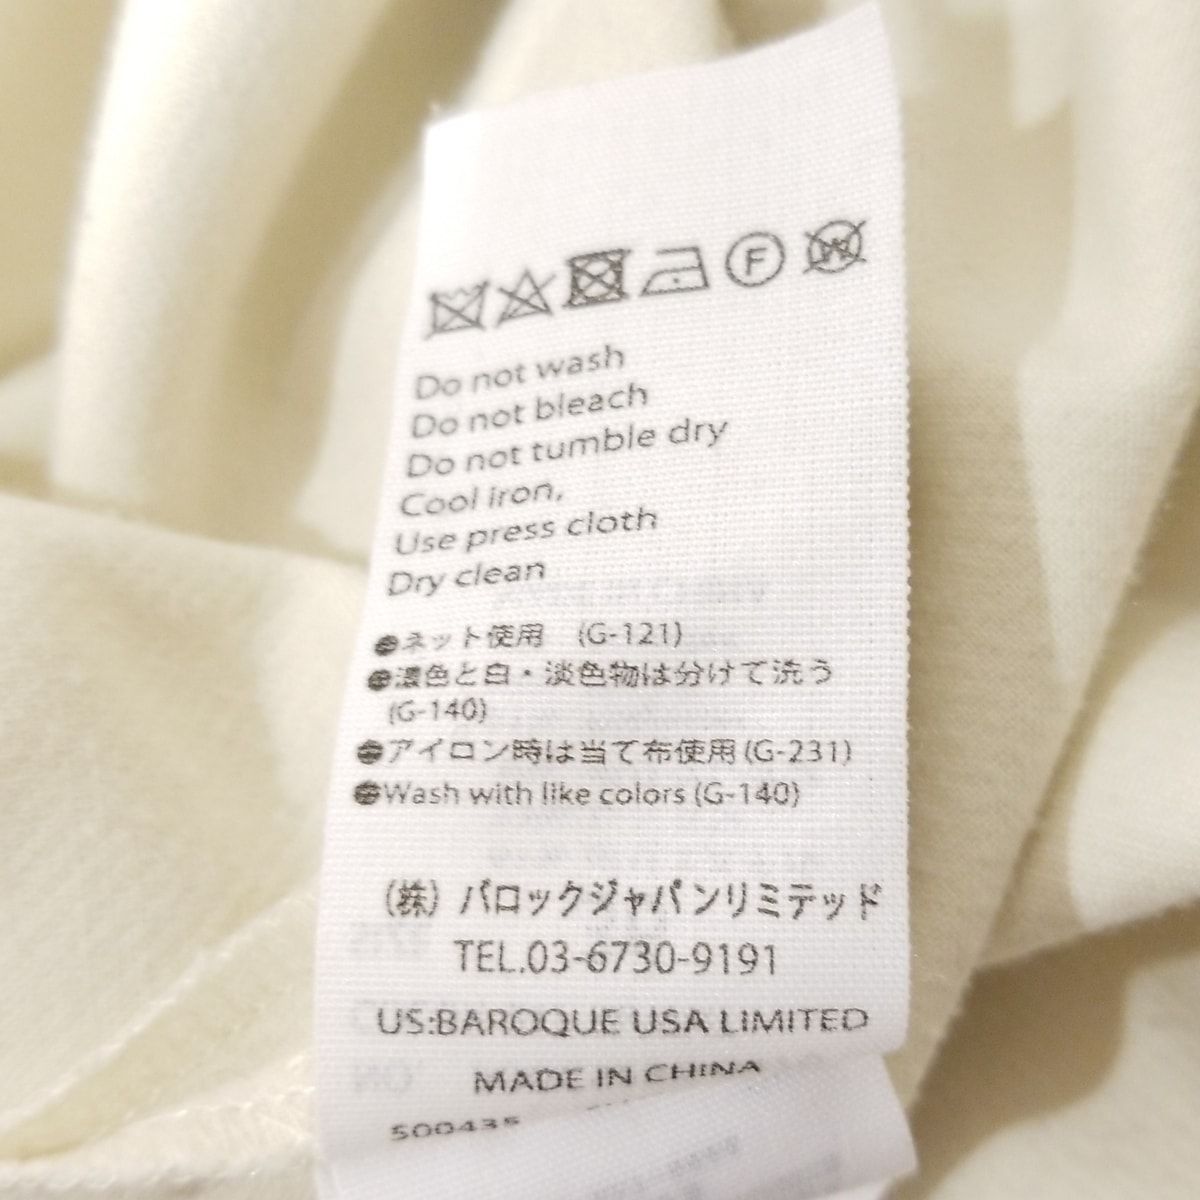 F W
Do not wash
Do not bleach
Do not tumble dry
Cool iron,
Use press cloth
Dry clean
●ネット使用 (G-121)
●濃色と白・淡色物は分けて洗う
(G-140)
●アイロン時は当て布使用(G-231)
●Wash with like colors (G-140)
(株) バロックジャパンリミテッド
TEL.03-6730-9191
US:BAROQUE USA LIMITED
MADE IN CHINA
500435